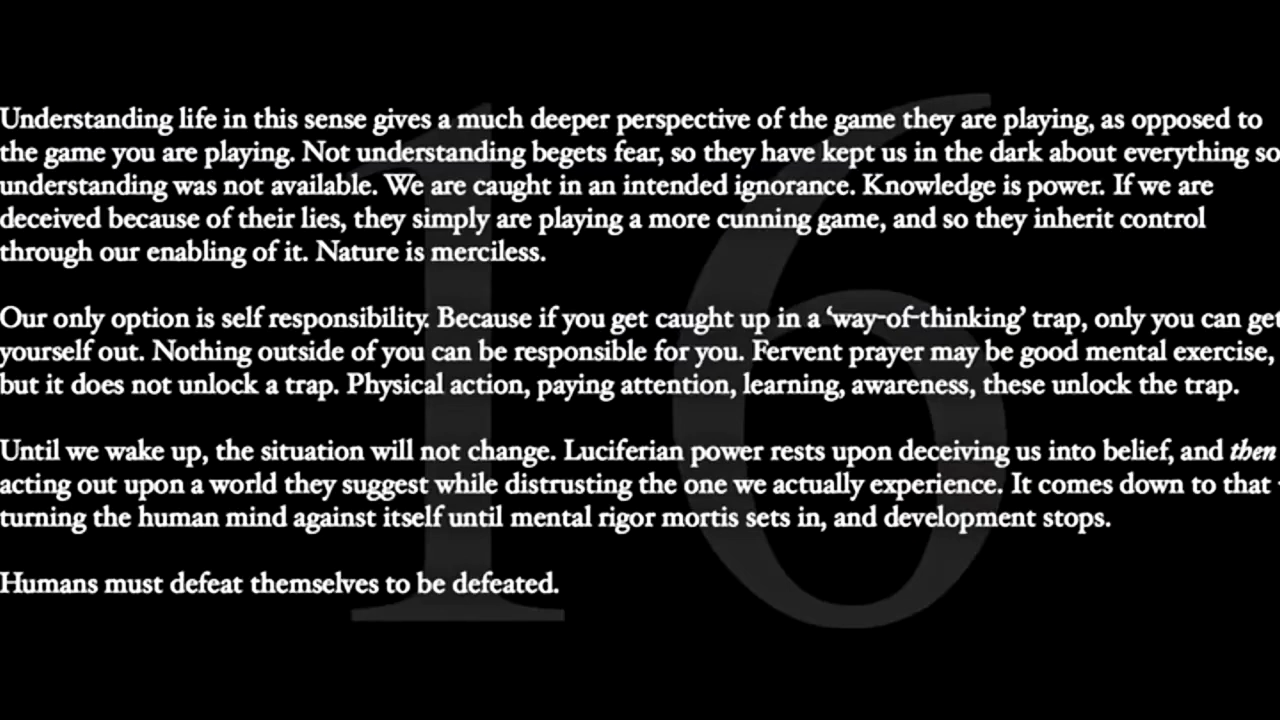 16
Understanding life in this sense gives a much deeper perspective of the game they are playing, as opposed to
the game you are playing. Not understanding begets fear, so they have kept us in the dark about everything so
understanding was not available. We are caught in an intended ignorance. Knowledge is power. If we are
deceived because of their lies, they simply are playing a more cunning game, and so they inherit control
through our enabling of it. Nature is merciless.
Our only option is self responsibility. Because if you get caught up in a ‘way-of-thinking’ trap, only you can get
yourself out. Nothing outside of you can be responsible for you. Fervent prayer may be good mental exercise,
but it does not unlock a trap. Physical action, paying attention, learning, awareness, these unlock the trap.
Until we wake up, the situation will not change. Luciferian power rests upon deceiving us into belief, and then
acting out upon a world they suggest while distrusting the one we actually experience. It comes down to that -
turning the human mind against itself until mental rigor mortis sets in, and development stops.
Humans must defeat themselves to be defeated.